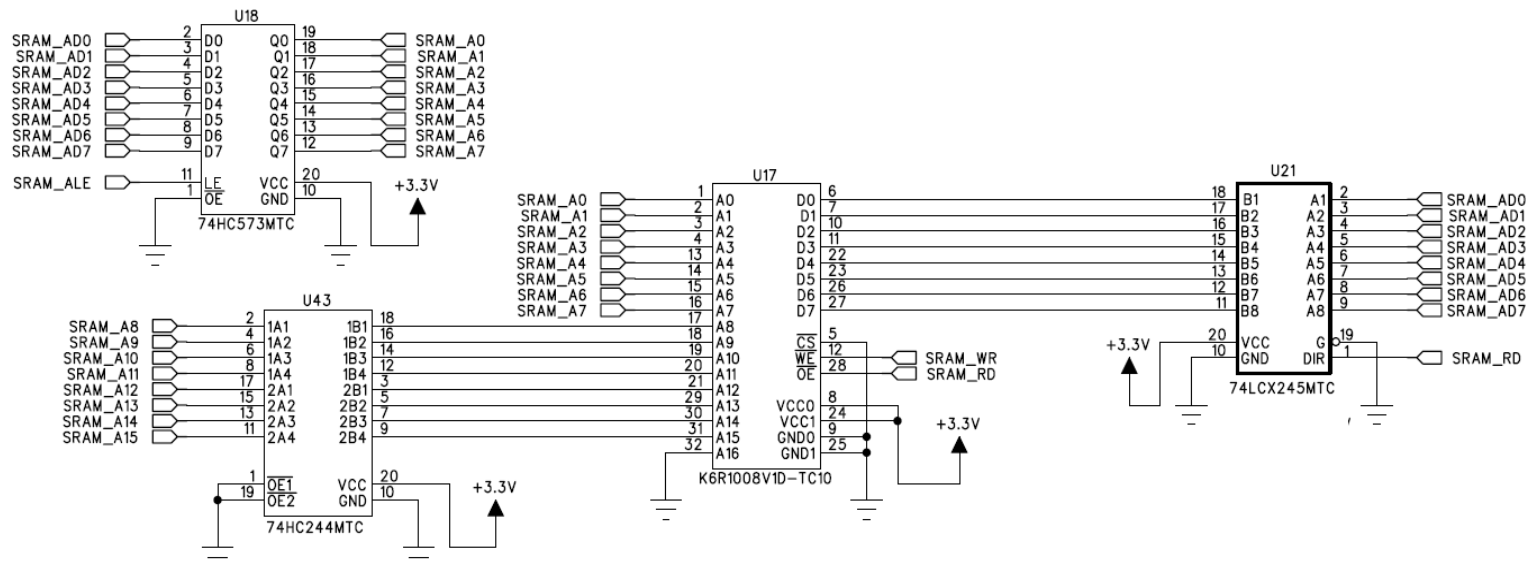 U18
SRAM_AD0 2 D0 Q0 19 SRAM_A0
SRAM_AD1 3 D1 Q1 18 SRAM_A1
SRAM_AD2 4 D2 Q2 17 SRAM_A2
SRAM_AD3 5 D3 Q3 16 SRAM_A3
SRAM_AD4 6 D4 Q4 15 SRAM_A4
SRAM_AD5 7 D5 Q5 14 SRAM_A5
SRAM_AD6 8 D6 Q6 13 SRAM_A6
SRAM_AD7 9 D7 Q7 12 SRAM_A7
SRAM_ALE 11 LE VCC 20 +3.3V
1 OE GND 10
74HC573MTC
U43
SRAM_A8 2 1A1 1B1 18
SRAM_A9 4 1A2 1B2 16
SRAM_A10 6 1A3 1B3 14
SRAM_A11 8 1A4 1B4 12
SRAM_A12 17 2A1 2B1 3
SRAM_A13 15 2A2 2B2 5
SRAM_A14 13 2A3 2B3 7
SRAM_A15 11 2A4 2B4 9
1 OE1 VCC 20 +3.3V
19 OE2 GND 10
74HC244MTC
U17
SRAM_A0 1 A0 D0 6
SRAM_A1 2 A1 D1 7
SRAM_A2 3 A2 D2 10
SRAM_A3 4 A3 D3 11
SRAM_A4 13 A4 D4 22
SRAM_A5 14 A5 D5 23
SRAM_A6 15 A6 D6 26
SRAM_A7 16 A7 D7 27
17 A8
18 A9 CS 5
19 A10 WE 12 SRAM_WR
20 A11 OE 28 SRAM_RD
21 A12
29 A13 VCC0 8
30 A14 VCC1 24 +3.3V
31 A15 GND0 9
32 A16 GND1 25
K6R1008V1D-TC10
U21
18 B1 A1 2 SRAM_AD0
17 B2 A2 3 SRAM_AD1
16 B3 A3 4 SRAM_AD2
15 B4 A4 5 SRAM_AD3
14 B5 A5 6 SRAM_AD4
13 B6 A6 7 SRAM_AD5
12 B7 A7 8 SRAM_AD6
11 B8 A8 9 SRAM_AD7
+3.3V 20 VCC G 19
10 GND DIR 1 SRAM_RD
74LCX245MTC